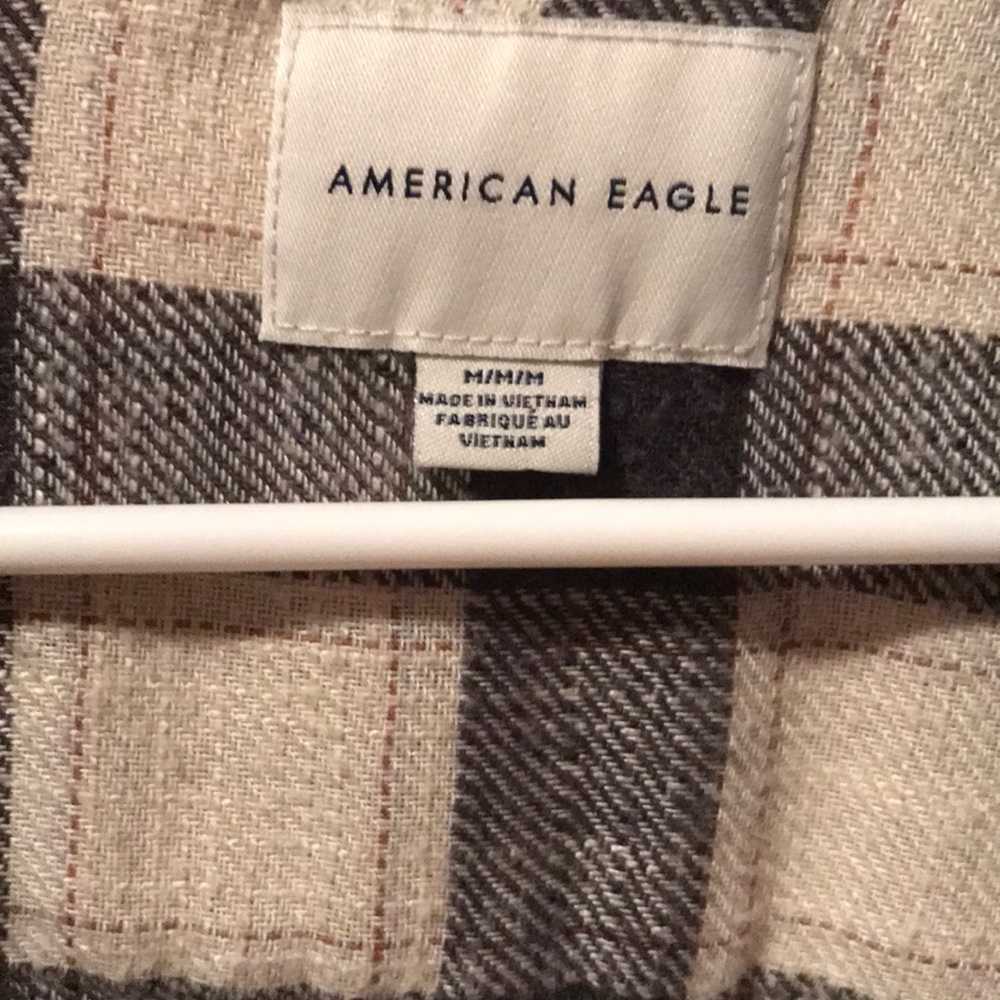 AMERICAN EAGLE
M/M/M
MADE IN VIETNAM
FABRIQUÉ AU
VIETNAM